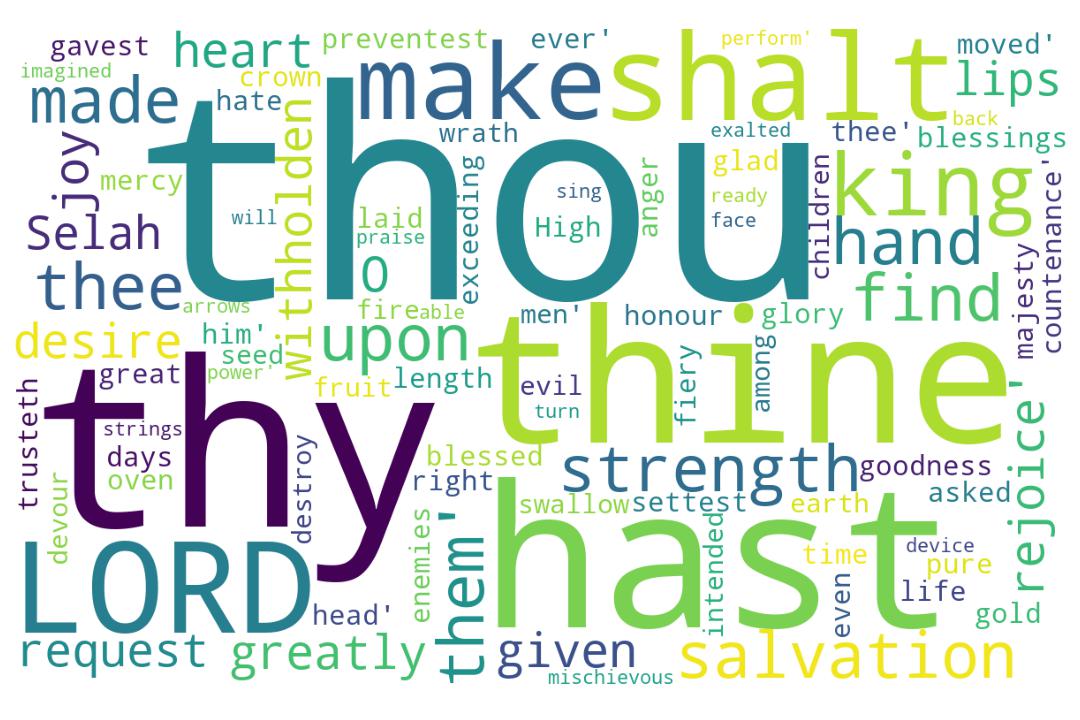 gavest
heart
preventest
ever'
perform'
moved'
imagined
crown
make
shalt
lips
made
hate
withholden
wrath
exalted
thee'
back
blessings
joy
thou
glad
king
mercy
exceeding
sing
anger
ready
children
Selah
will
laid
praise
High
face
hand
majesty
countenance'
thee
arrows
O
find
fire
able
men'
honour
glory
desire
him'
upon
thine
seed
among
fiery
great
power'
fruit
length
evil
turn
trusteth
thy
strings
days
oven
destroy
blessed
right
strength
goodness
rejoice'
devour
hast
swallow
settest
earth
asked
LORD
enemies
them'
intended
time
device
pure
even
life
head'
gold
request
greatly
given
mischievous
salvation